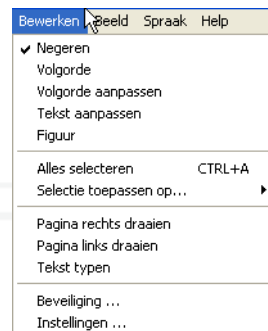 Bewerken Beeld Spraak Help
Negeren
Volgorde
Volgorde aanpassen
Tekst aanpassen
Figuur
Alles selecteren CTRL+A
Selectie toepassen op...
Pagina rechts draaien
Pagina links draaien
Tekst typen
Beveiliging ...
Instellingen ...